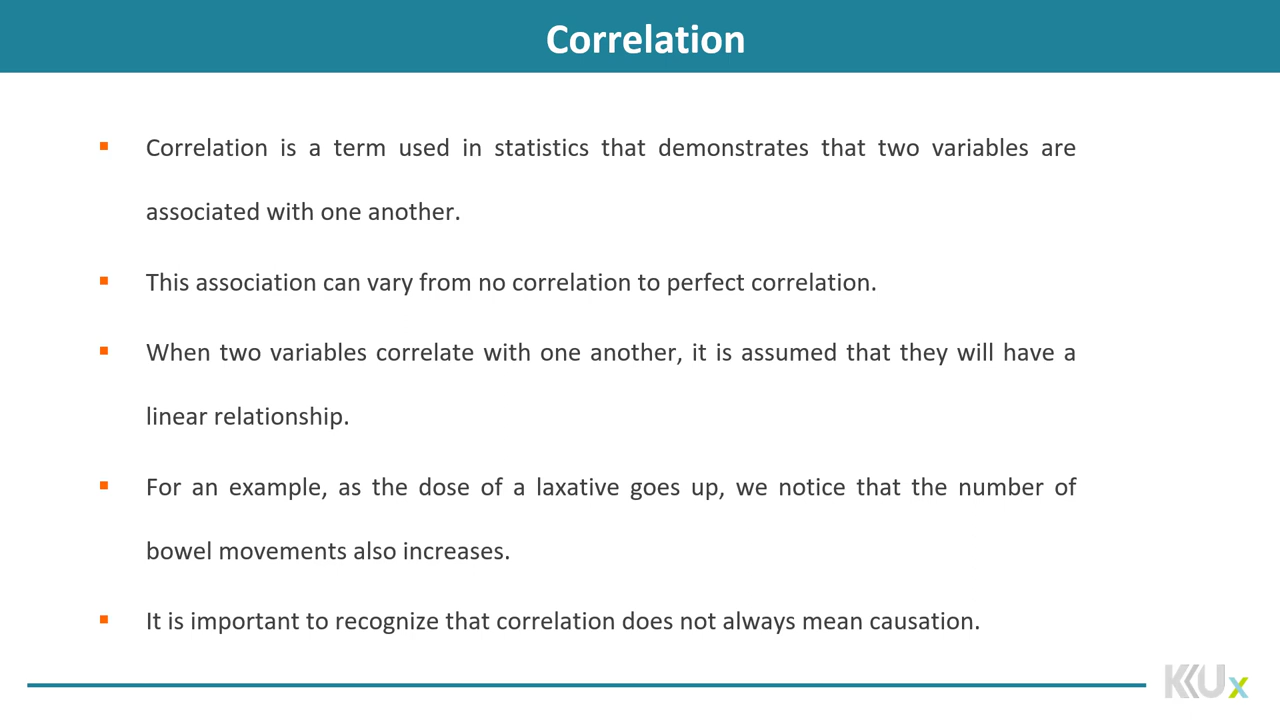 Correlation
▪ Correlation is a term used in statistics that demonstrates that two variables are
associated with one another.
▪ This association can vary from no correlation to perfect correlation.
▪ When two variables correlate with one another, it is assumed that they will have a
linear relationship.
▪ For an example, as the dose of a laxative goes up, we notice that the number of
bowel movements also increases.
▪ It is important to recognize that correlation does not always mean causation.
KKUx